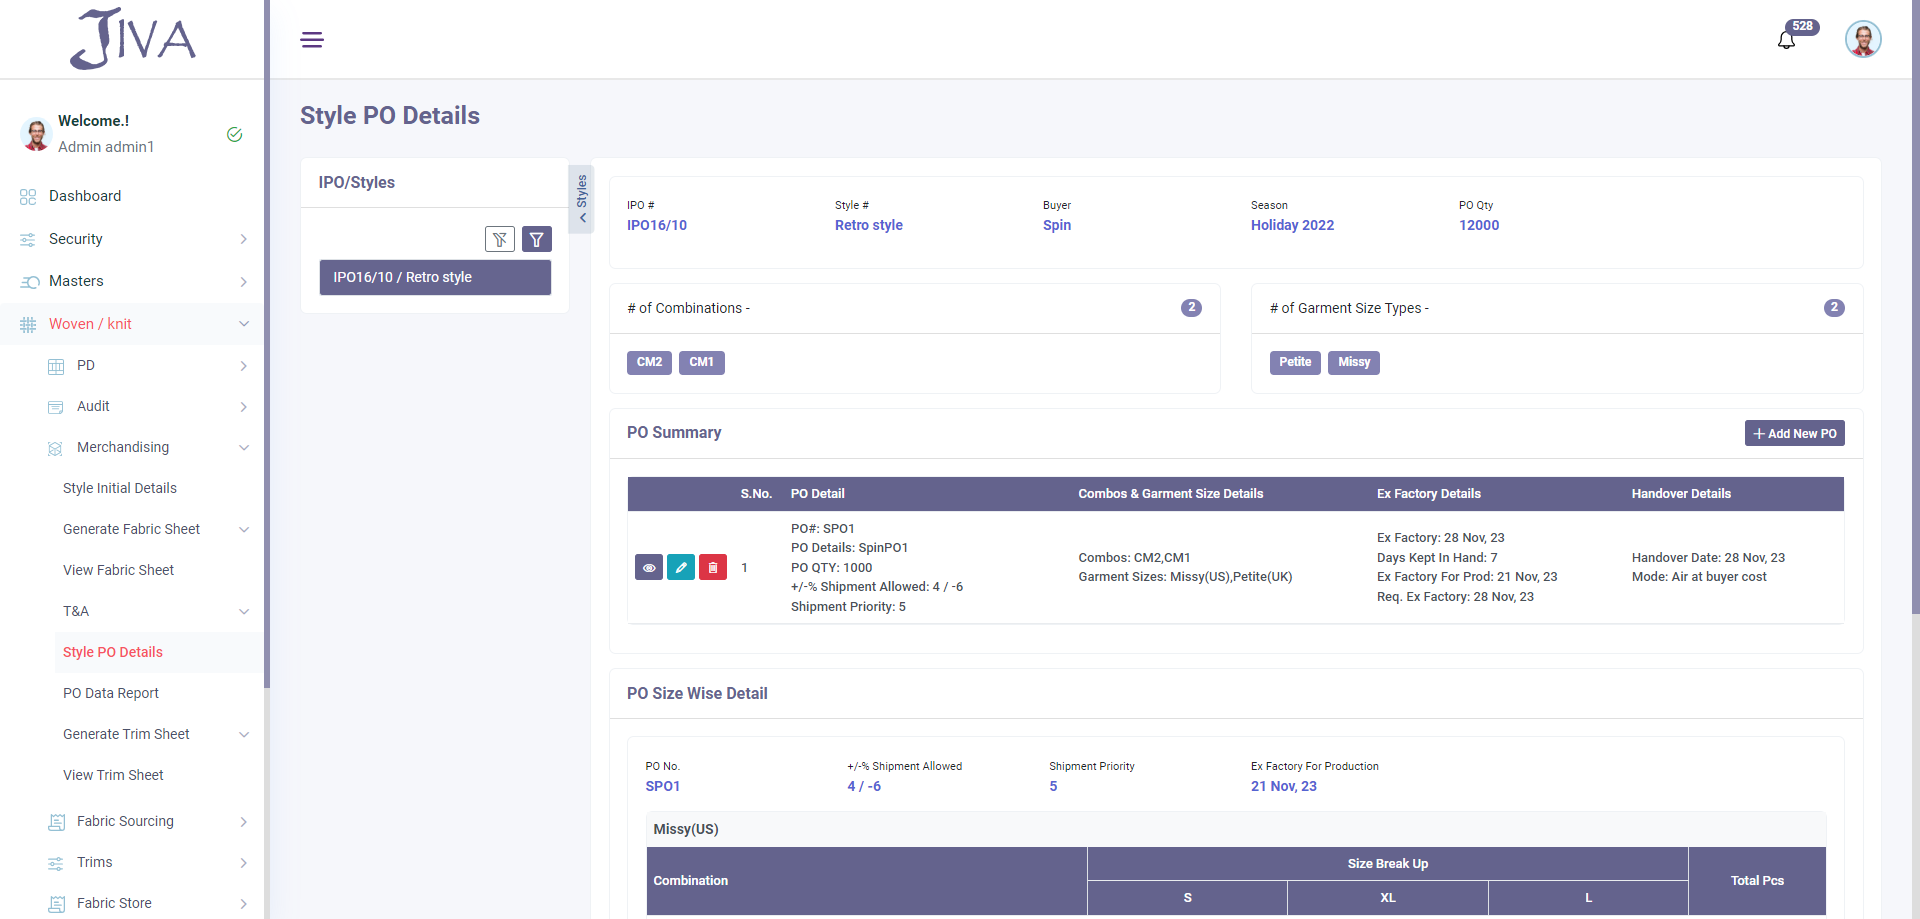 JIVA
528
Welcome.!
Admin admin1
Dashboard
Security
Masters
Woven / knit
PD
Audit
Merchandising
Style Initial Details
Generate Fabric Sheet
View Fabric Sheet
T&A
Style PO Details
PO Data Report
Generate Trim Sheet
View Trim Sheet
Fabric Sourcing
Trims
Fabric Store
Style PO Details
IPO/Styles
IPO16/10 / Retro style
Styles
IPO # Style # Buyer Season PO Qty
IPO16/10 Retro style Spin Holiday 2022 12000
# of Combinations - 2
CM2 CM1
# of Garment Size Types - 2
Petite Missy
PO Summary
Add New PO
S.No. PO Detail Combos & Garment Size Details Ex Factory Details Handover Details
1
PO#: SPO1
PO Details: SpinPO1
PO QTY: 1000
+/-% Shipment Allowed: 4 / -6
Shipment Priority: 5
Combos: CM2,CM1
Garment Sizes: Missy(US),Petite(UK)
Ex Factory: 28 Nov, 23
Days Kept In Hand: 7
Ex Factory For Prod: 21 Nov, 23
Req. Ex Factory: 28 Nov, 23
Handover Date: 28 Nov, 23
Mode: Air at buyer cost
PO Size Wise Detail
PO No. +/-% Shipment Allowed Shipment Priority Ex Factory For Production
SPO1 4 / -6 5 21 Nov, 23
Missy(US)
Combination Size Break Up Total Pcs
S XL L